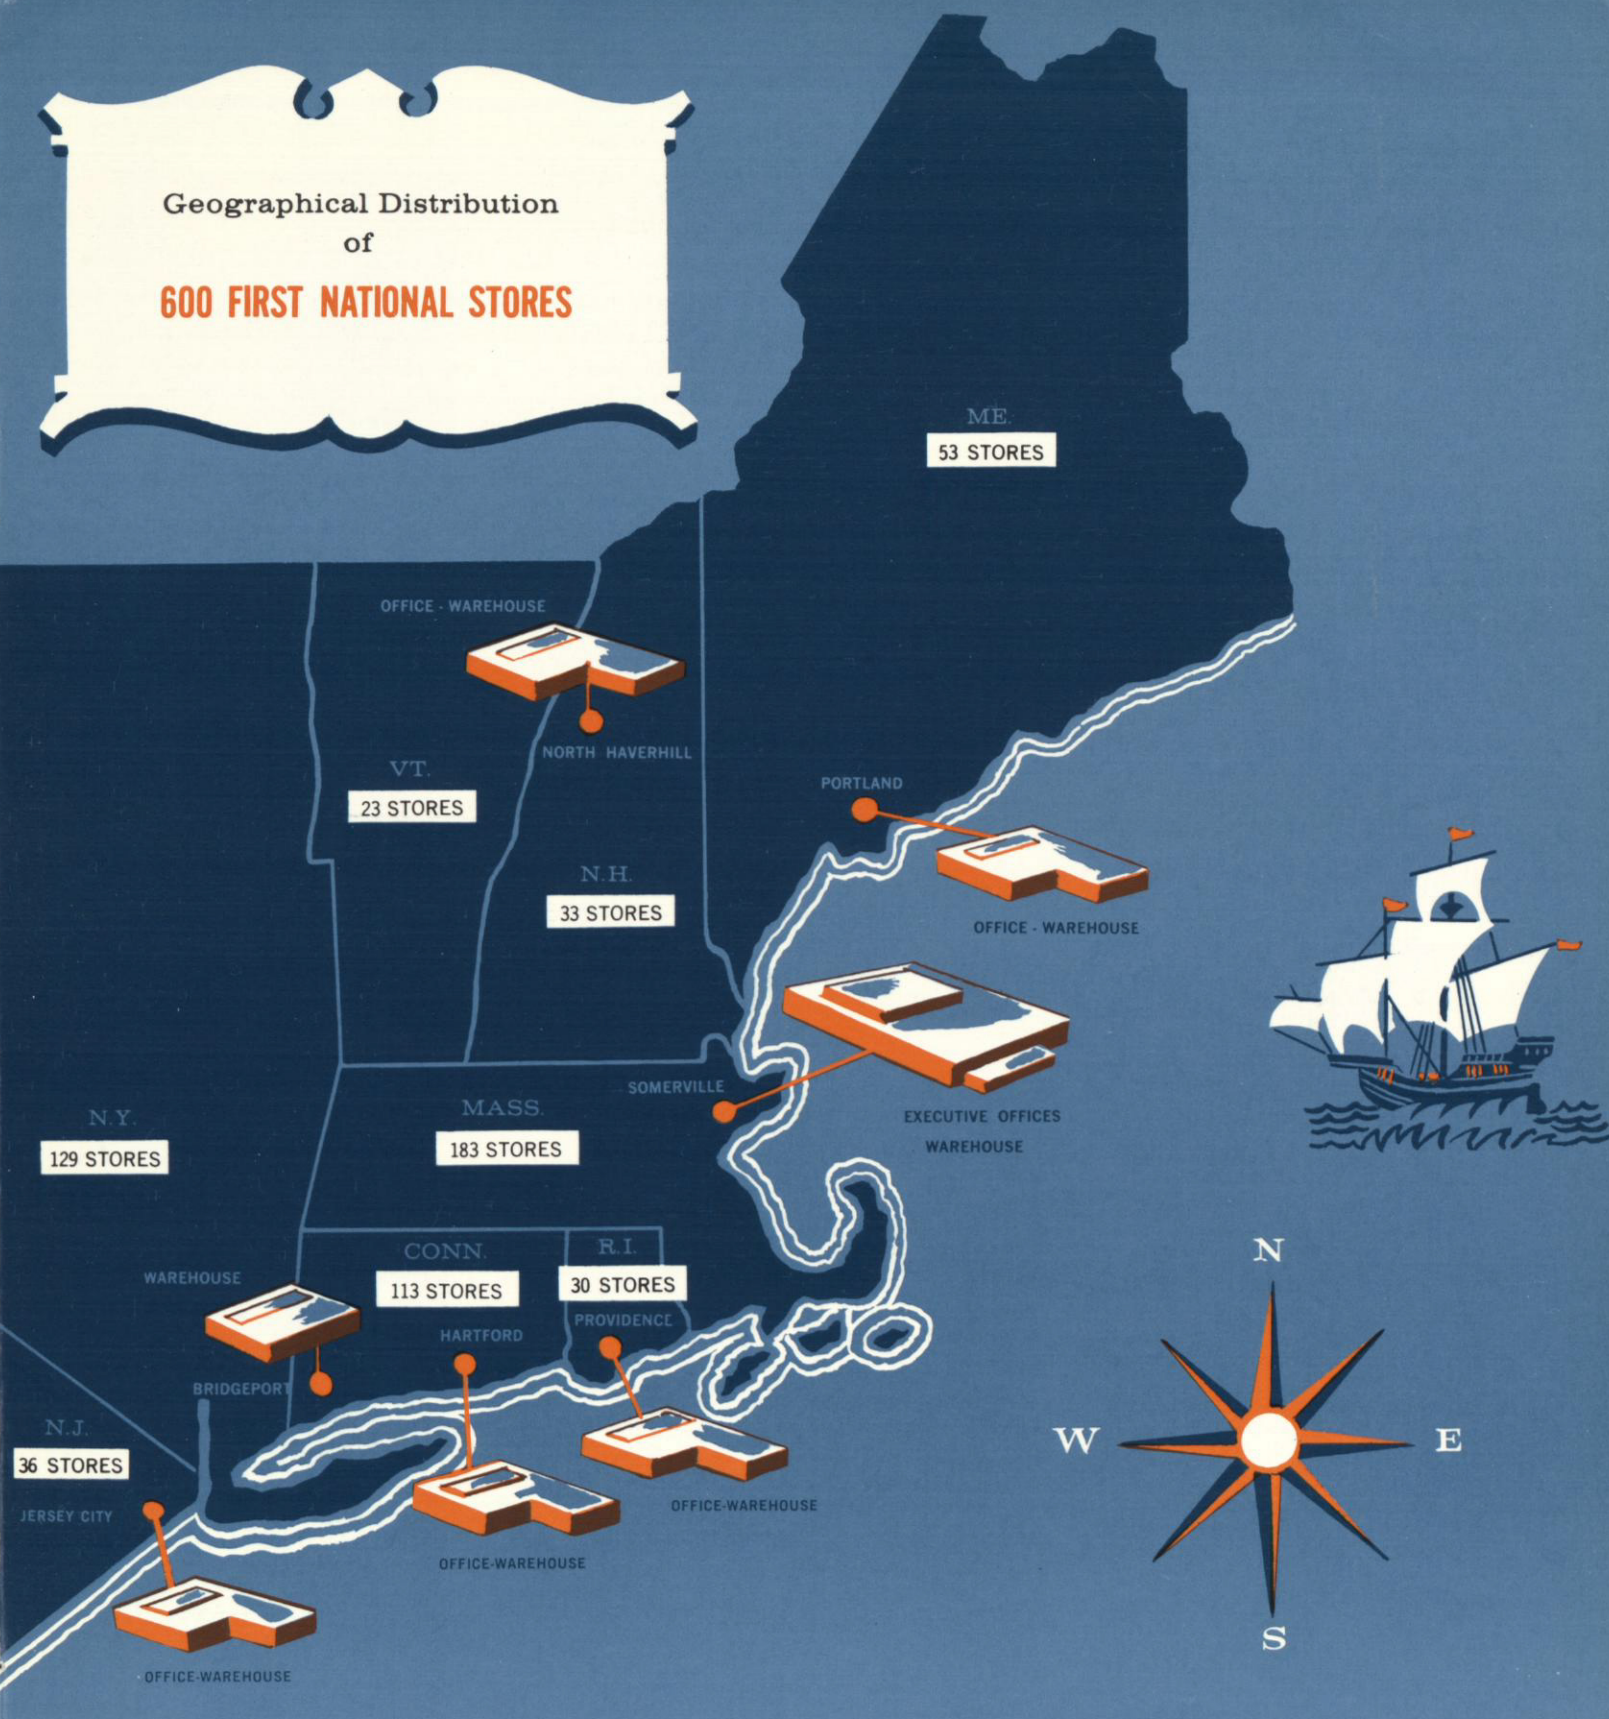 Geographical Distribution
of
600 FIRST NATIONAL STORES
ME.
53 STORES
OFFICE - WAREHOUSE
NORTH HAVERHILL
VT.
23 STORES
PORTLAND
N.H.
33 STORES
OFFICE - WAREHOUSE
SOMERVILLE
MASS.
183 STORES
EXECUTIVE OFFICES
WAREHOUSE
N.Y.
129 STORES
CONN.
113 STORES
R.I.
30 STORES
WAREHOUSE
PROVIDENCE
HARTFORD
BRIDGEPORT
N.J.
36 STORES
JERSEY CITY
OFFICE-WAREHOUSE
OFFICE-WAREHOUSE
OFFICE-WAREHOUSE
N
W
E
S